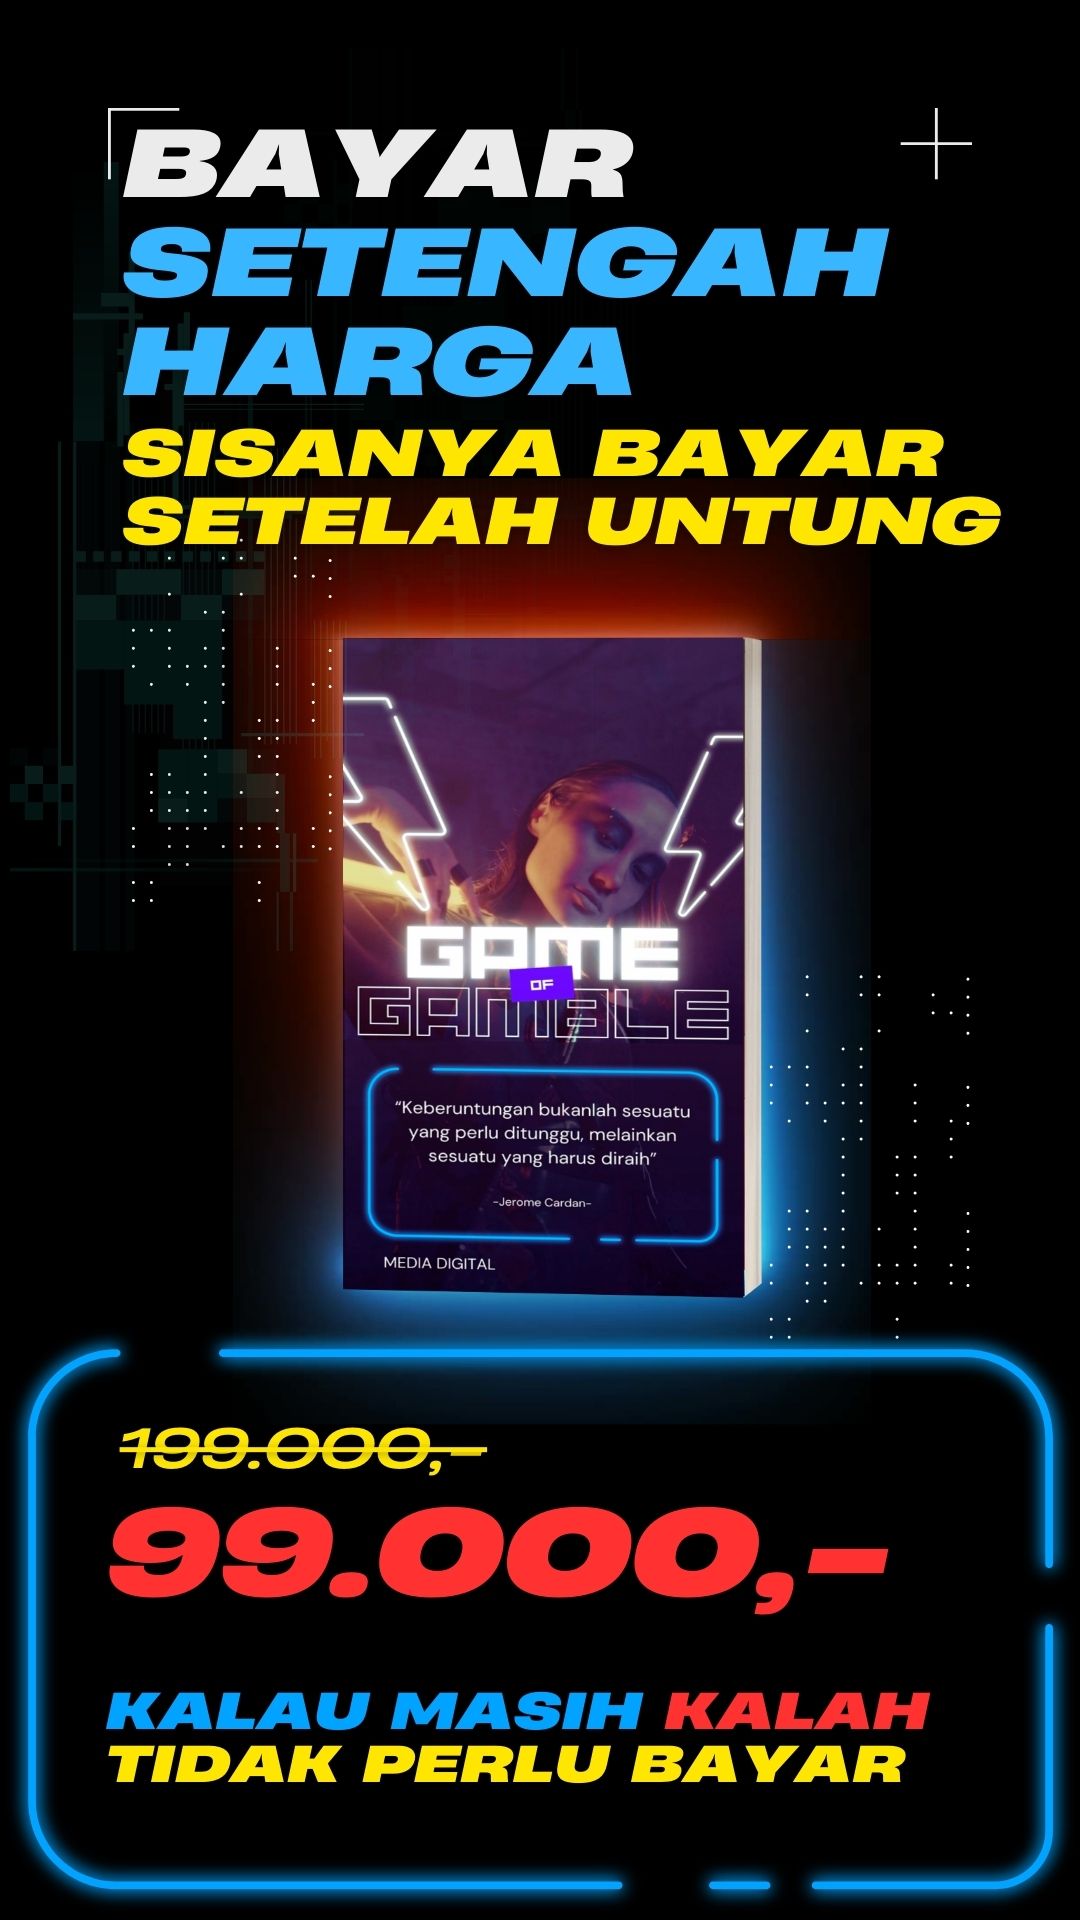 BAYAR
SETENGAH
HARGA
SISANYA BAYAR
SETELAH UNTUNG
GAME
OF
GAMBLE
“Keberuntungan bukanlah sesuatu
yang perlu ditunggu, melainkan
sesuatu yang harus diraih”
-Jerome Cardan-
MEDIA DIGITAL
199.000,-
99.000,-
KALAU MASIH KALAH
TIDAK PERLU BAYAR